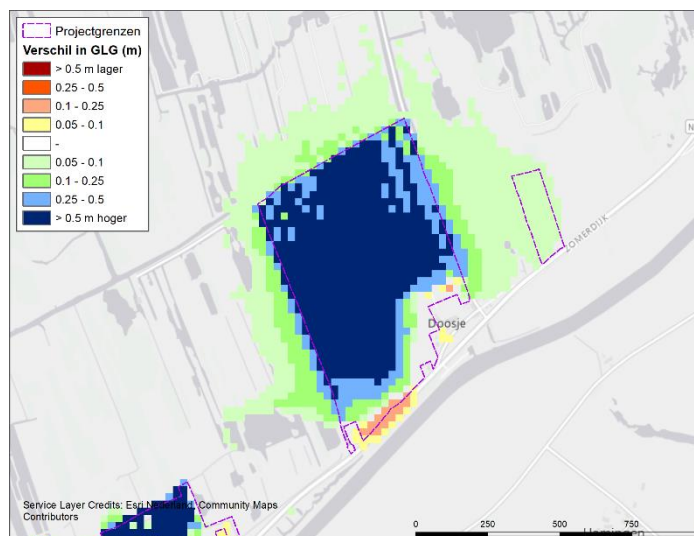 Projectgrenzen
Verschil in GLG (m)
> 0.5 m lager
0.25 - 0.5
0.1 - 0.25
0.05 - 0.1
-
0.05 - 0.1
0.1 - 0.25
0.25 - 0.5
> 0.5 m hoger
N
ZOMERDIJK
Doosje
Service Layer Credits: Esri Nederland, Community Maps
Contributors
0 250 500 750